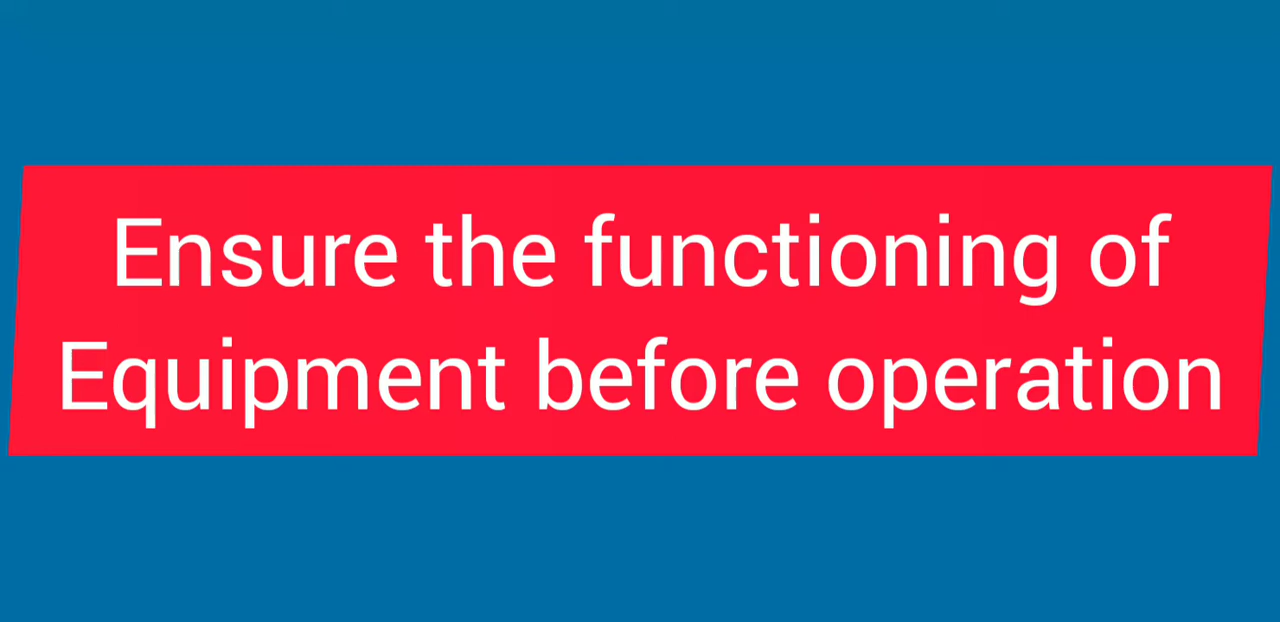 Ensure the functioning of
Equipment before operation